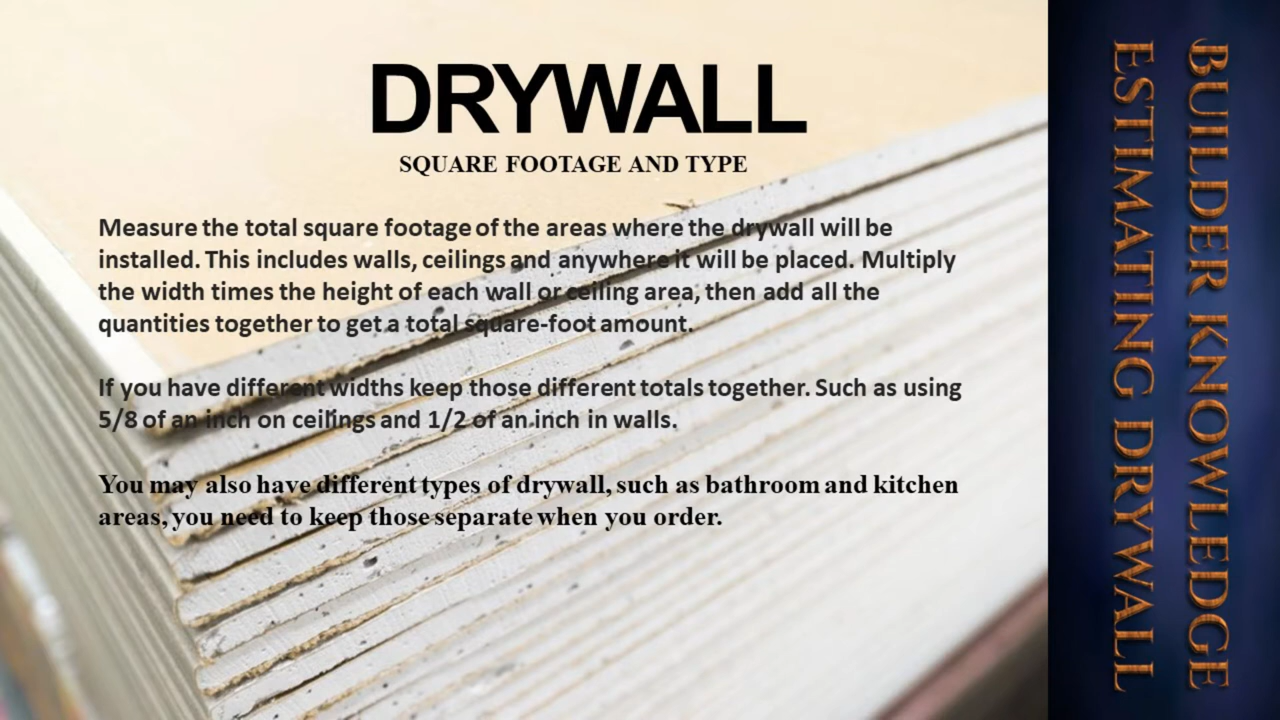 DRYWALL
SQUARE FOOTAGE AND TYPE
Measure the total square footage of the areas where the drywall will be
installed. This includes walls, ceilings and anywhere it will be placed. Multiply
the width times the height of each wall or ceiling area, then add all the
quantities together to get a total square-foot amount.
If you have different widths keep those different totals together. Such as using
5/8 of an inch on ceilings and 1/2 of an inch in walls.
You may also have different types of drywall, such as bathroom and kitchen
areas, you need to keep those separate when you order.
BUILDER KNOWLEDGE
ESTIMATING DRYWALL